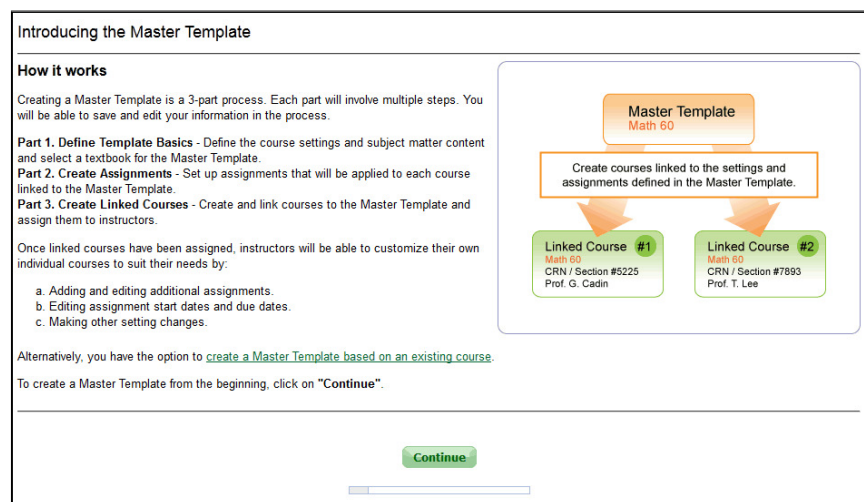 Introducing the Master Template
How it works
Creating a Master Template is a 3-part process. Each part will involve multiple steps. You
will be able to save and edit your information in the process.
Part 1. Define Template Basics - Define the course settings and subject matter content
and select a textbook for the Master Template.
Part 2. Create Assignments - Set up assignments that will be applied to each course
linked to the Master Template.
Part 3. Create Linked Courses - Create and link courses to the Master Template and
assign them to instructors.
Once linked courses have been assigned, instructors will be able to customize their own
individual courses to suit their needs by:
a. Adding and editing additional assignments.
b. Editing assignment start dates and due dates.
c. Making other setting changes.
Alternatively, you have the option to create a Master Template based on an existing course.
To create a Master Template from the beginning, click on "Continue".
Master Template
Math 60
Create courses linked to the settings and
assignments defined in the Master Template.
Linked Course #1
Math 60
CRN / Section #5225
Prof. G. Cadin
Linked Course #2
Math 60
CRN / Section #7893
Prof. T. Lee
Continue